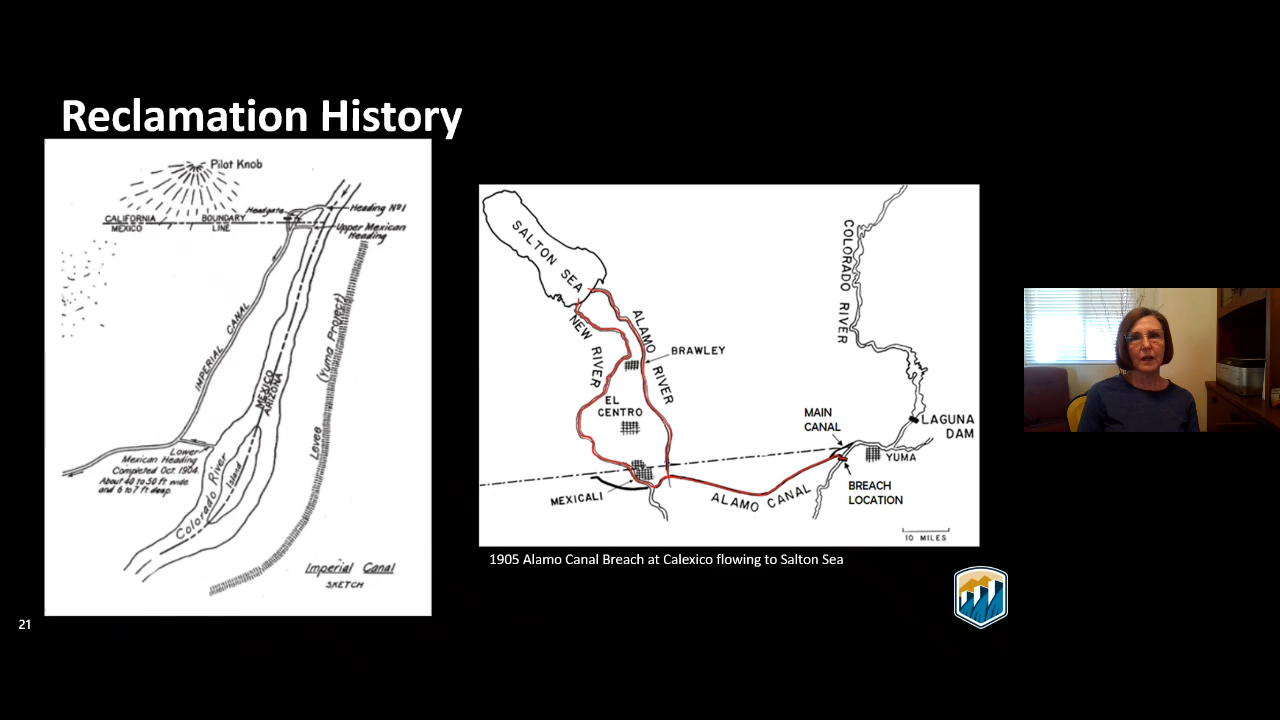 Reclamation History
Pilot Knob
CALIFORNIA
BOUNDARY
MEXICO
LINE
Headgate
Heading Nº1
Upper Mexican
Heading
IMPERIAL CANAL
MEXICO
ARIZONA
(Yuma Project)
Levee
Lower
Mexican Heading
Completed Oct. 1904.
About 40 to 50 ft. wide
and 6 to 7 ft deep.
Colorado River
Island
Imperial Canal
SKETCH
SALTON SEA
COLORADO RIVER
NEW RIVER
ALAMO RIVER
BRAWLEY
EL
CENTRO
MAIN
CANAL
LAGUNA
DAM
YUMA
MEXICALI
ALAMO CANAL
BREACH
LOCATION
10 MILES
1905 Alamo Canal Breach at Calexico flowing to Salton Sea
21